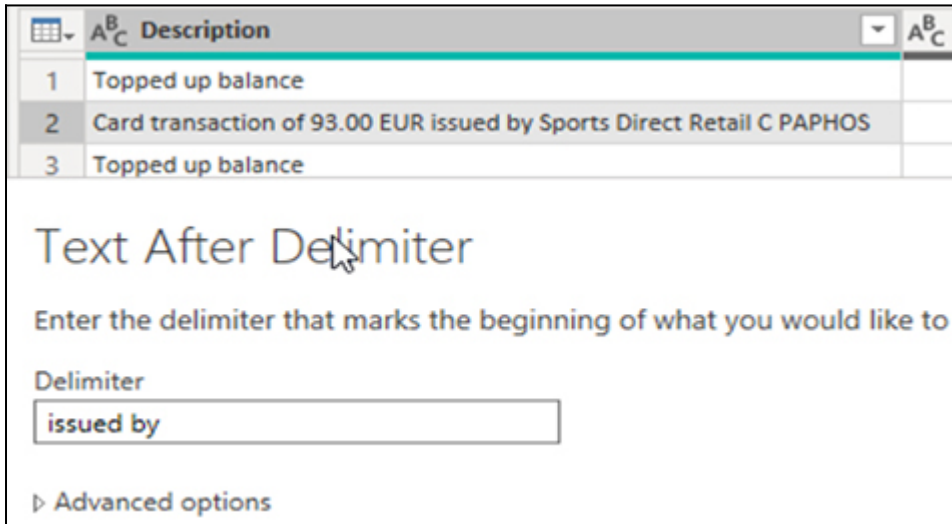 ABC Description ABC
1 Topped up balance
2 Card transaction of 93.00 EUR issued by Sports Direct Retail C PAPHOS
3 Topped up balance
Text After Delimiter
Enter the delimiter that marks the beginning of what you would like to
Delimiter
issued by
Advanced options